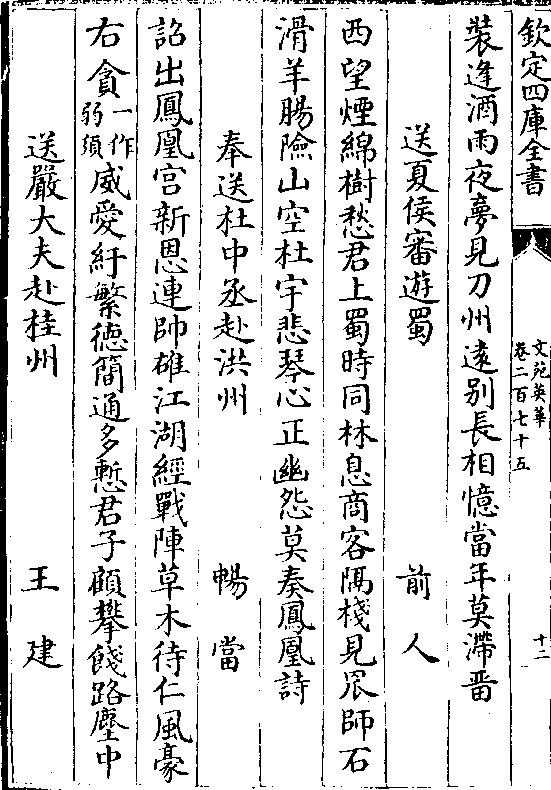 欽定四庫全書
文苑英華
卷二百七十五
十二
裝逢酒雨夜夢見刀州遠别長相憶當年莫滯畨
送夏侯審遊蜀 前人
西望煙綿樹愁君上蜀時同林息商客隅棧見罛師石
滑羊腸險山空杜宇悲琴心正幽怨莫奏鳳凰詩
奉送杜中丞赴洪州 暢當
詔出鳳凰宫新恩連帥雄江湖經戰陣草木待仁風豪
右貪一作弱須威愛紆繁德簡通多慙君子顧攀餞路塵中
送嚴大夫赴桂州 王建